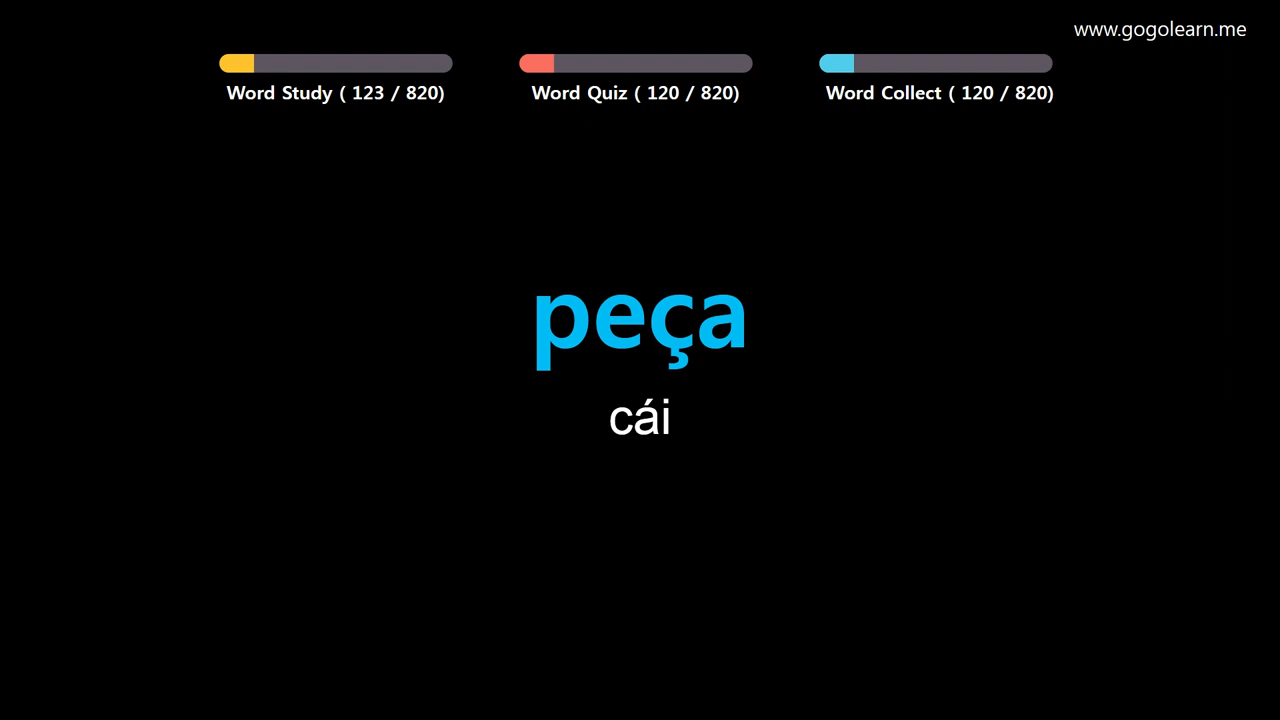 www.gogolearn.me
Word Study ( 123 / 820)
Word Quiz ( 120 / 820)
Word Collect ( 120 / 820)
peça
cái